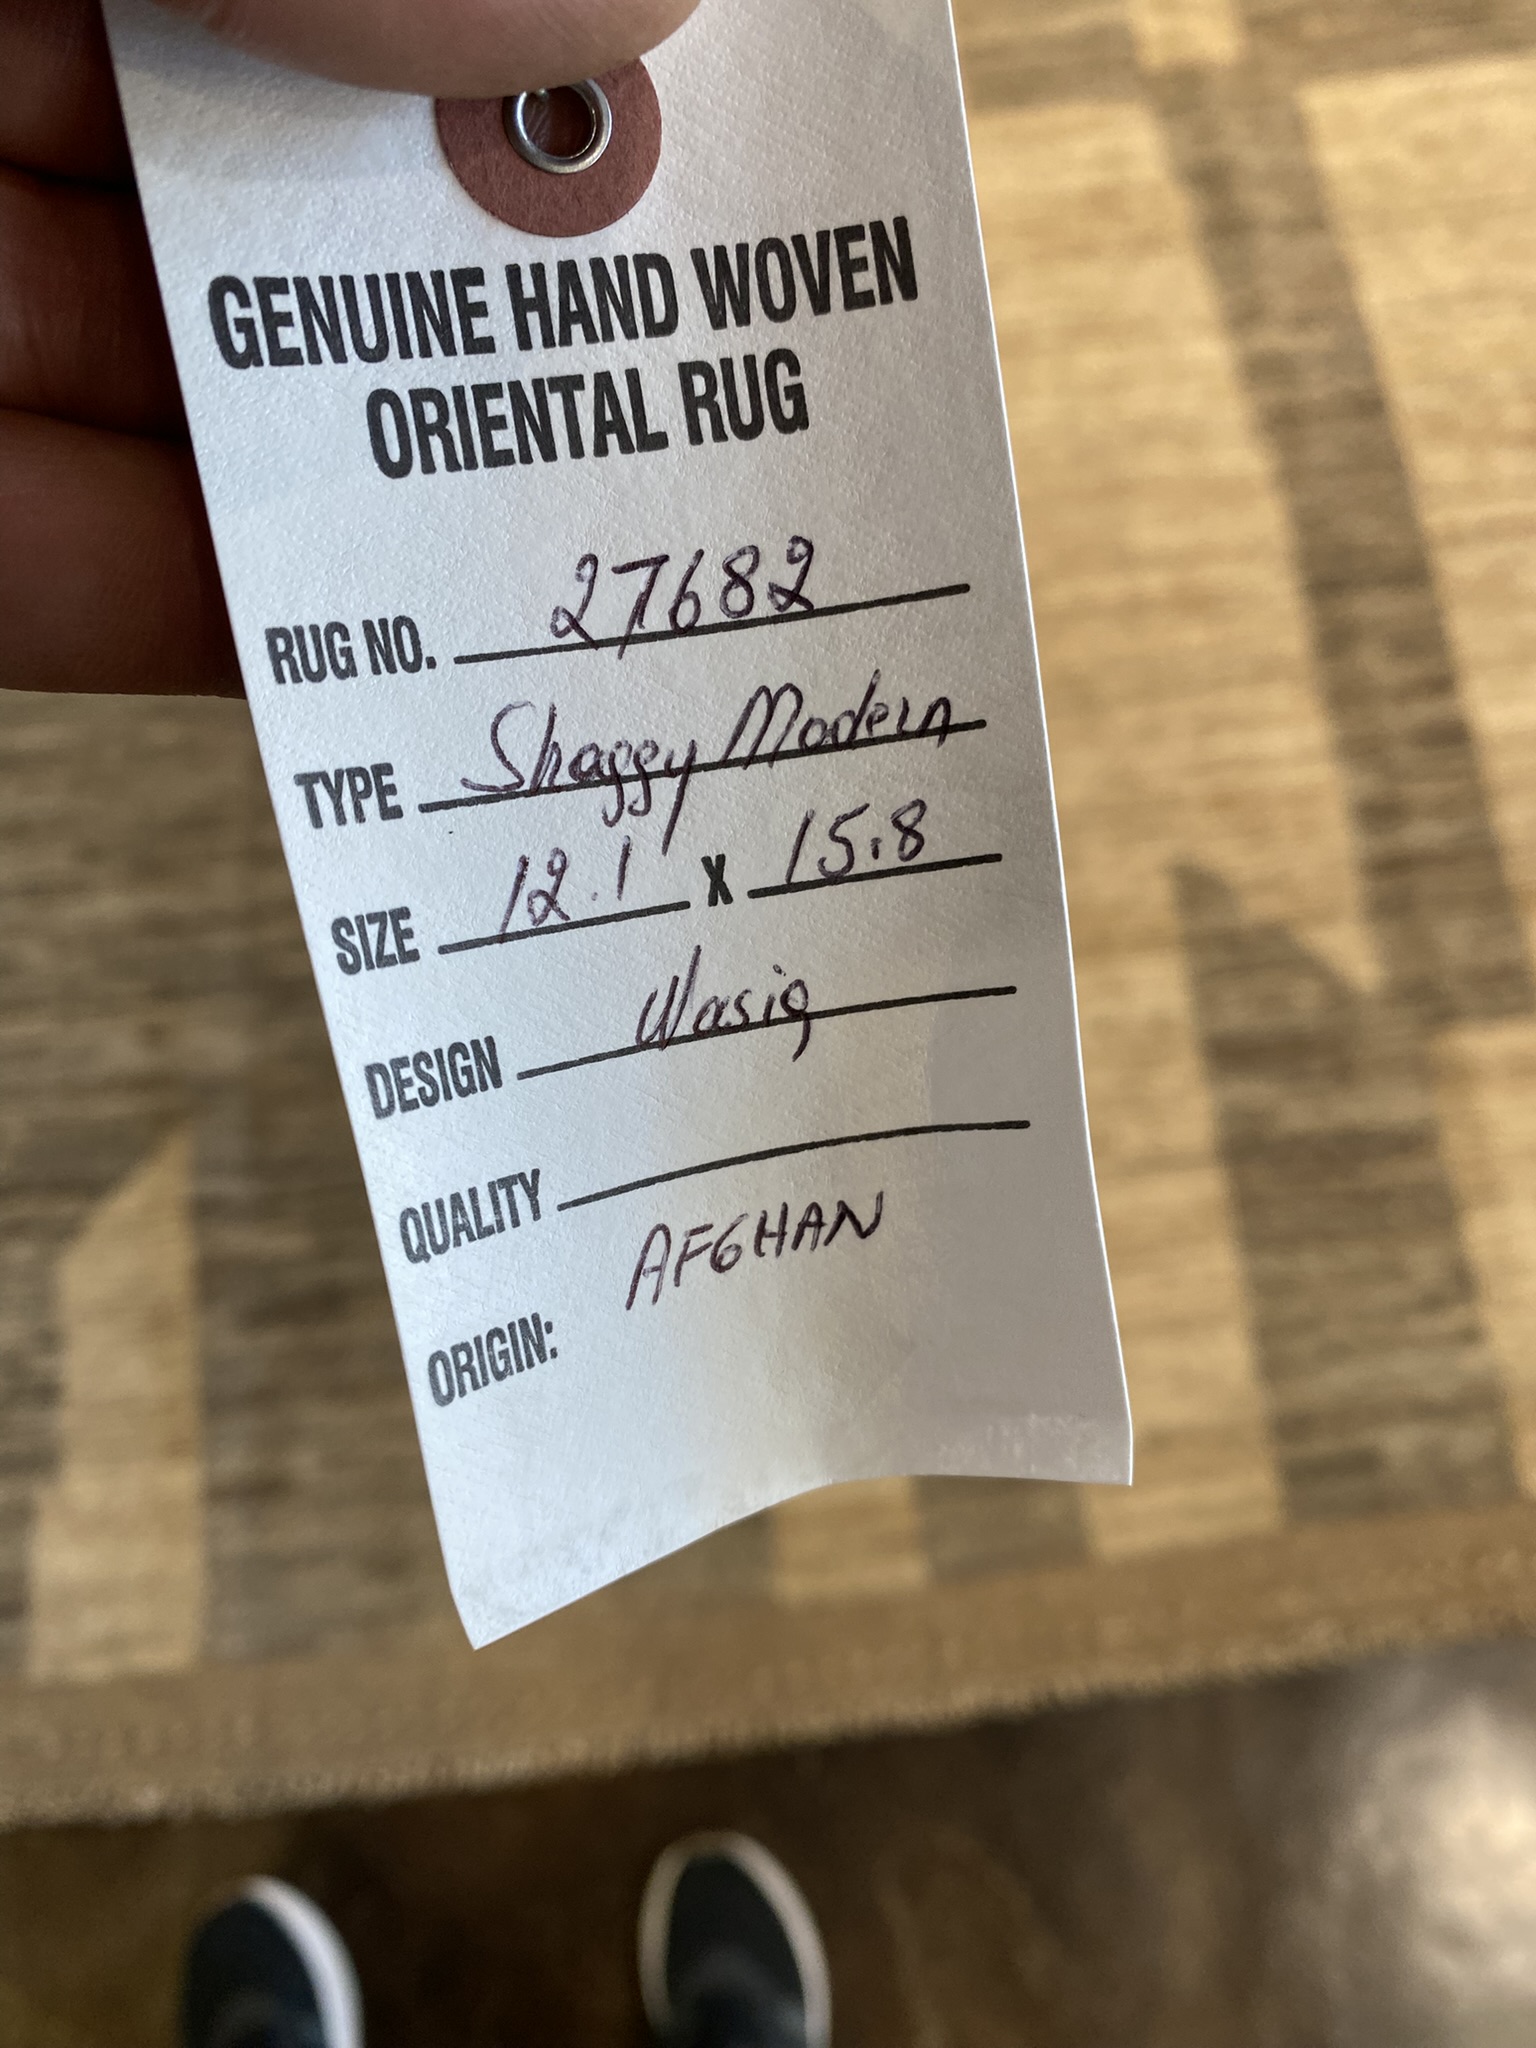 GENUINE HAND WOVEN
ORIENTAL RUG
RUG NO. 27682
TYPE Shaggy Modern
SIZE 12.1 X 15.8
DESIGN Wasiq
QUALITY
AFGHAN
ORIGIN: